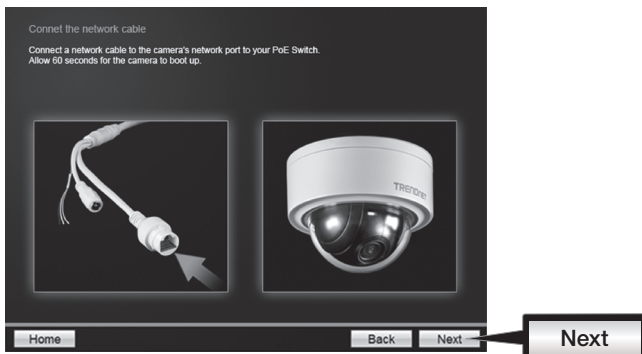 Connet the network cable
Connect a network cable to the camera's network port to your PoE Switch.
Allow 60 seconds for the camera to boot up.
TRENDnet
Home
Back
Next
Next